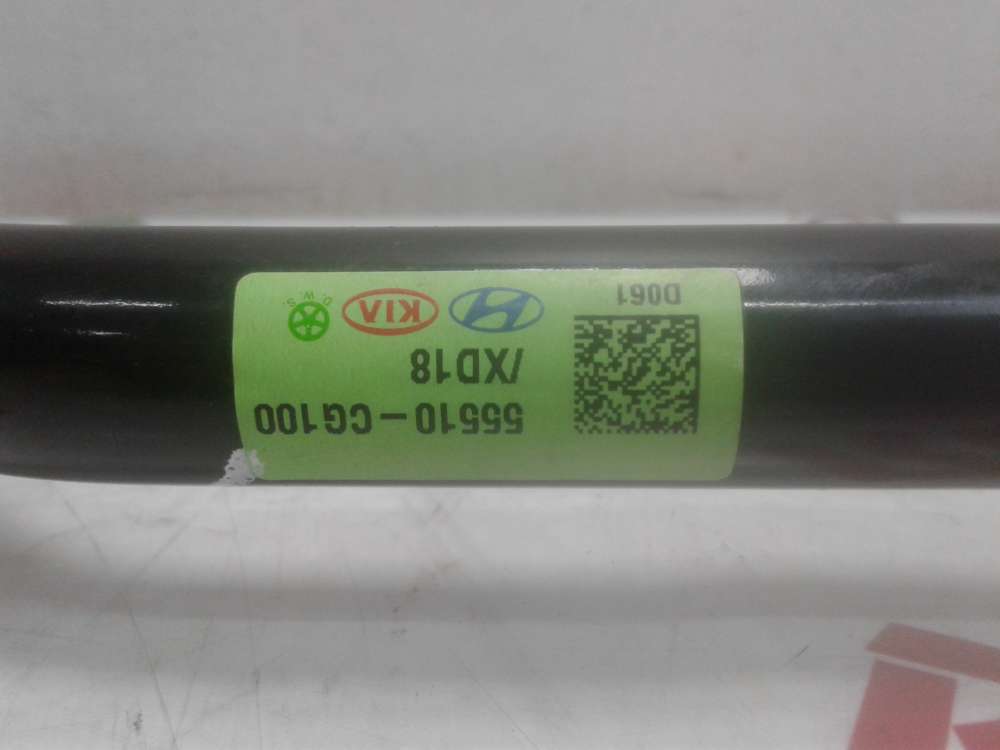 55510-CG100
/XD18
D061
KIA
D.W.S.